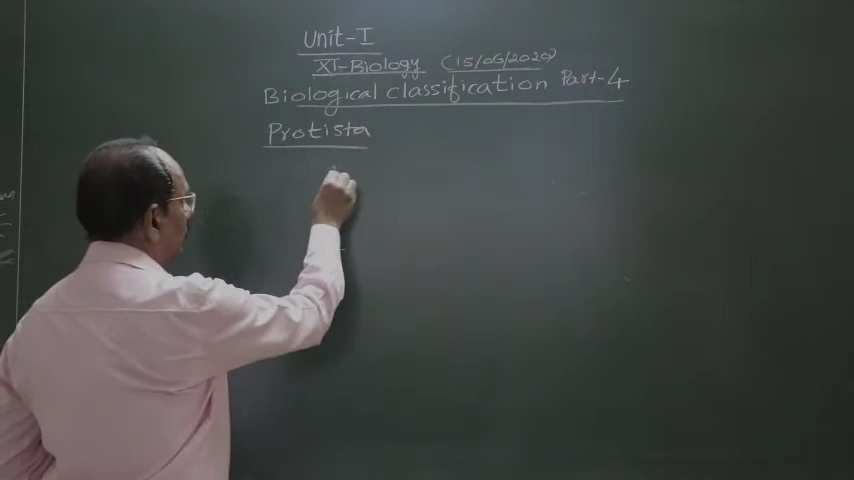 Unit-I
XI-Biology (15/06/2020)
Biological classification Part-4
Protista